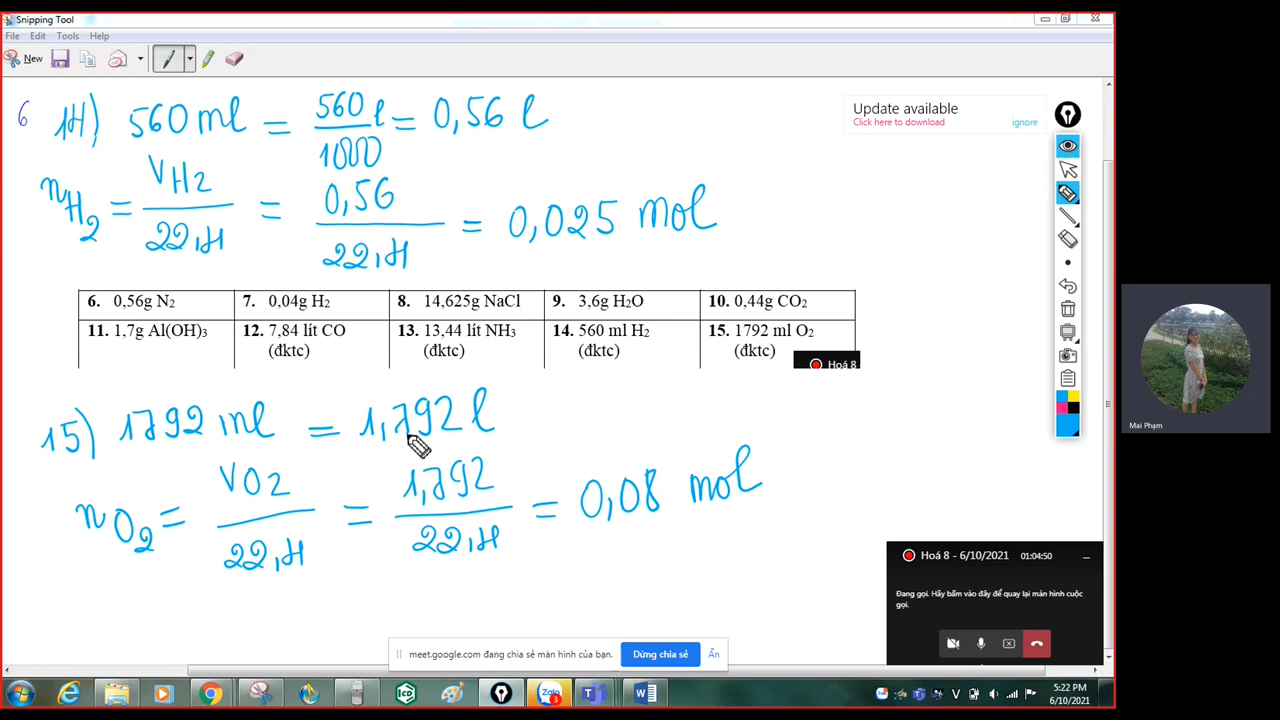 Snipping Tool
File Edit Tools Help
New
Update available
Click here to download ignore
6
14) 560 ml = 560 l / 1000 = 0,56 l
nH2 = VH2 / 22,4 = 0,56 / 22,4 = 0,025 mol
6. 0,56g N2 7. 0,04g H2 8. 14,625g NaCl 9. 3,6g H2O 10. 0,44g CO2
11. 1,7g Al(OH)3 12. 7,84 lít CO (đktc) 13. 13,44 lít NH3 (đktc) 14. 560 ml H2 (đktc) 15. 1792 ml O2 (đktc)
Hoá 8
15) 1792 ml = 1,792 l
nO2 = VO2 / 22,4 = 1,792 / 22,4 = 0,08 mol
Mai Phạm
Hoá 8 - 6/10/2021 01:04:50
Đang gọi. Hãy bấm vào đây để quay lại màn hình cuộc
gọi.
meet.google.com đang chia sẻ màn hình của bạn. Dừng chia sẻ Ẩn
5:22 PM
6/10/2021